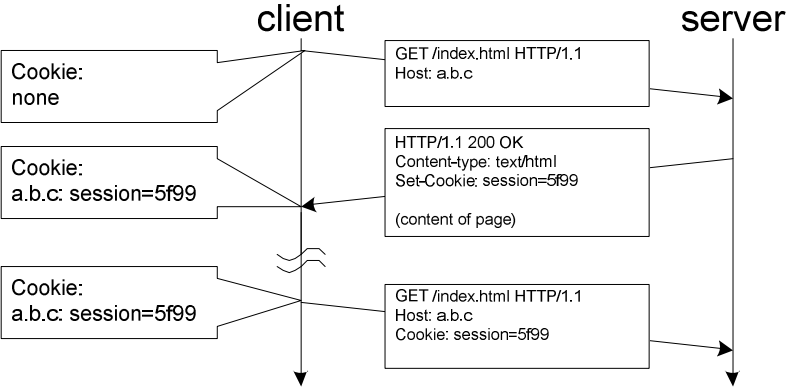 client
server
Cookie:
none
GET /index.html HTTP/1.1
Host: a.b.c
HTTP/1.1 200 OK
Content-type: text/html
Set-Cookie: session=5f99
(content of page)
Cookie:
a.b.c: session=5f99
Cookie:
a.b.c: session=5f99
GET /index.html HTTP/1.1
Host: a.b.c
Cookie: session=5f99